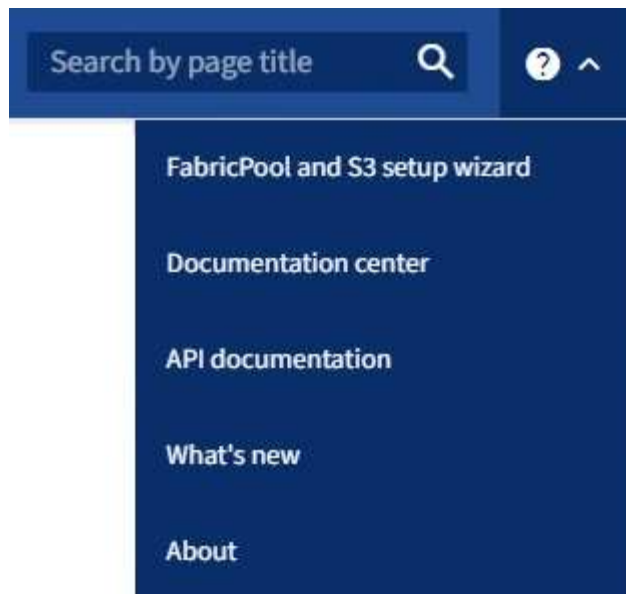 Search by page title
FabricPool and S3 setup wizard
Documentation center
API documentation
What's new
About